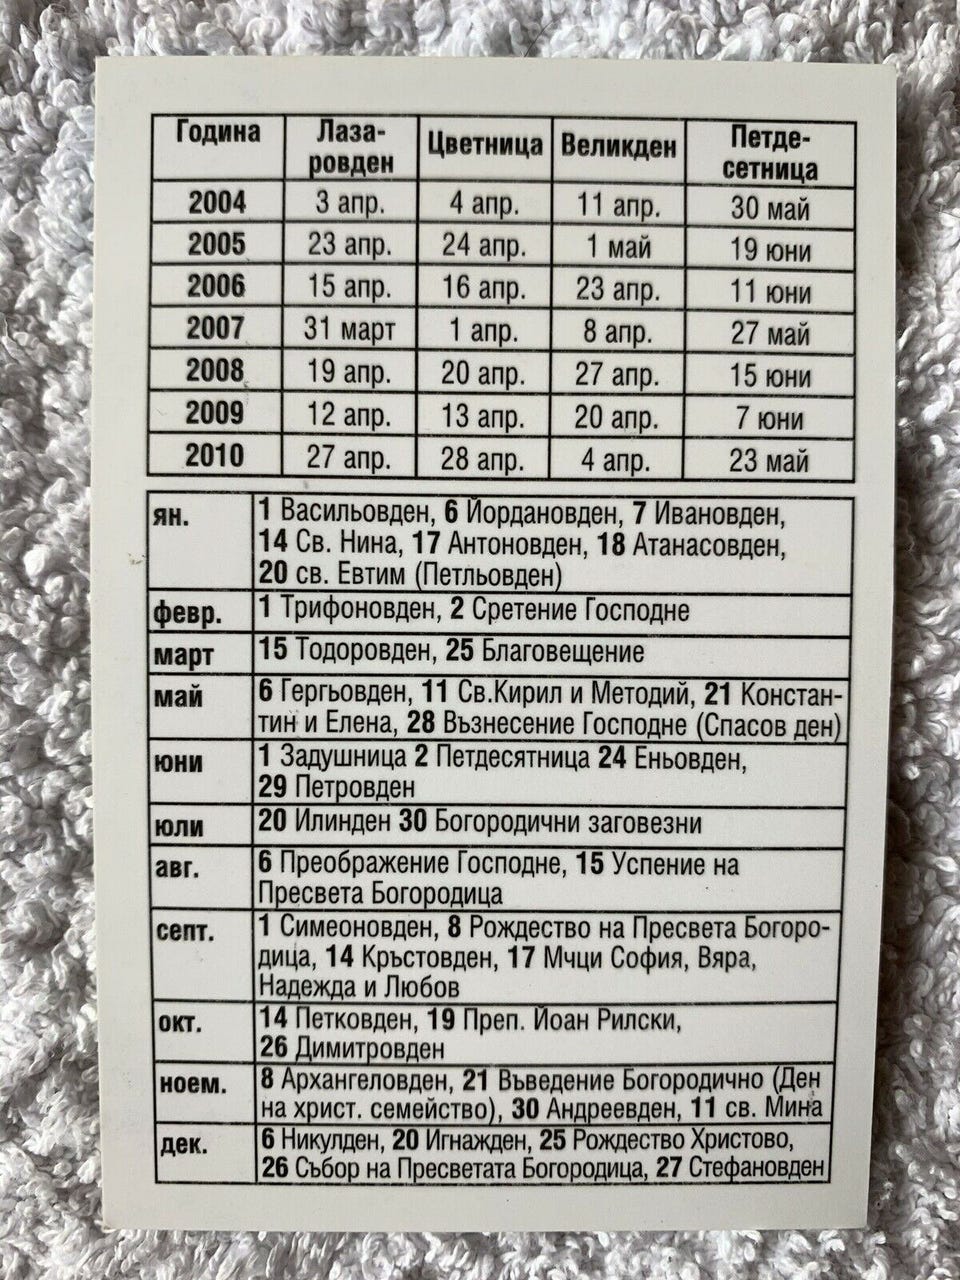 Година Лаза- Цветница Великден Петде-
ровден сетница
2004 3 апр. 4 апр. 11 апр. 30 май
2005 23 апр. 24 апр. 1 май 19 юни
2006 15 апр. 16 апр. 23 апр. 11 юни
2007 31 март 1 апр. 8 апр. 27 май
2008 19 апр. 20 апр. 27 апр. 15 юни
2009 12 апр. 13 апр. 20 апр. 7 юни
2010 27 апр. 28 апр. 4 апр. 23 май
ян. 1 Васильовден, 6 Йордановден, 7 Ивановден,
14 Св. Нина, 17 Антоновден, 18 Атанасовден,
20 св. Евтим (Петльовден)
февр. 1 Трифоновден, 2 Сретение Господне
март 15 Тодоровден, 25 Благовещение
май 6 Гергьовден, 11 Св.Кирил и Методий, 21 Констан-
тин и Елена, 28 Възнесение Господне (Спасов ден)
юни 1 Задушница 2 Петдесятница 24 Еньовден,
29 Петровден
юли 20 Илинден 30 Богородични заговезни
авг. 6 Преображение Господне, 15 Успение на
Пресвета Богородица
септ. 1 Симеоновден, 8 Рождество на Пресвета Богоро-
дица, 14 Кръстовден, 17 Мчци София, Вяра,
Надежда и Любов
окт. 14 Петковден, 19 Преп. Йоан Рилски,
26 Димитровден
ноем. 8 Архангеловден, 21 Въведение Богородично (Ден
на христ. семейство), 30 Андреевден, 11 св. Мина
дек. 6 Никулден, 20 Игнажден, 25 Рождество Христово,
26 Събор на Пресветата Богородица, 27 Стефановден